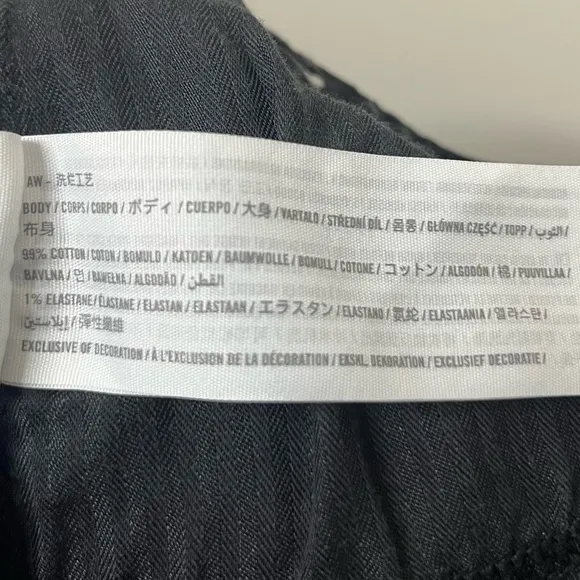 AW - 洗化工艺
BODY / CORPS / CORPO / ボディ / CUERPO / 大身 / VARTALO / STŘEDNÍ DÍL / 몸통 / GŁÓWNA CZĘŚĆ / TOPP / الثوب /
布身
99% COTTON / COTON / BOMULD / KATOEN / BAUMWOLLE / BOMULL / COTONE / コットン / ALGODÓN / 棉 / PUUVILLAA /
BAVLNA / 면 / BAWEŁNA / ALGODÃO / القطن
1% ELASTANE / ÉLASTANE / ELASTAN / ELASTAAN / エラスタン / ELASTANO / 氨纶 / ELASTAANIA / 엘라스탄 /
إيلاستين / 彈性纖維
EXCLUSIVE OF DECORATION / À L'EXCLUSION DE LA DÉCORATION / EKSKL. DEKORATION. / EXCLUSIEF DECORATIE /